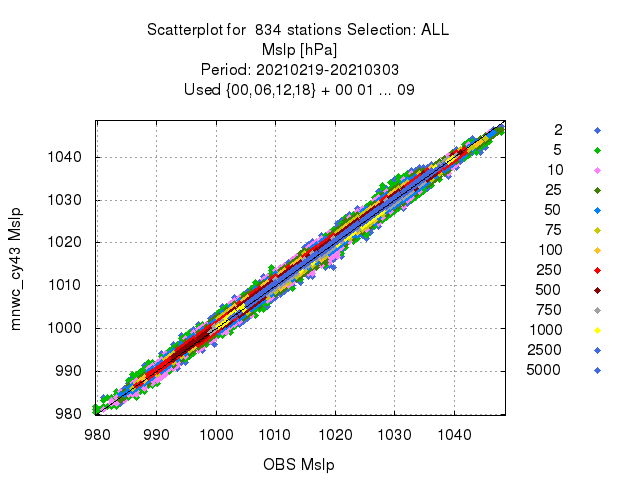 Scatterplot for  834 stations Selection: ALL
Mslp [hPa]
Period: 20210219-20210303
Used {00,06,12,18} + 00 01 ... 09
mnwc_cy43 Mslp
1040
1030
1020
1010
1000
990
980
980 990 1000 1010 1020 1030 1040
OBS Mslp
2
5
10
25
50
75
100
250
500
750
1000
2500
5000